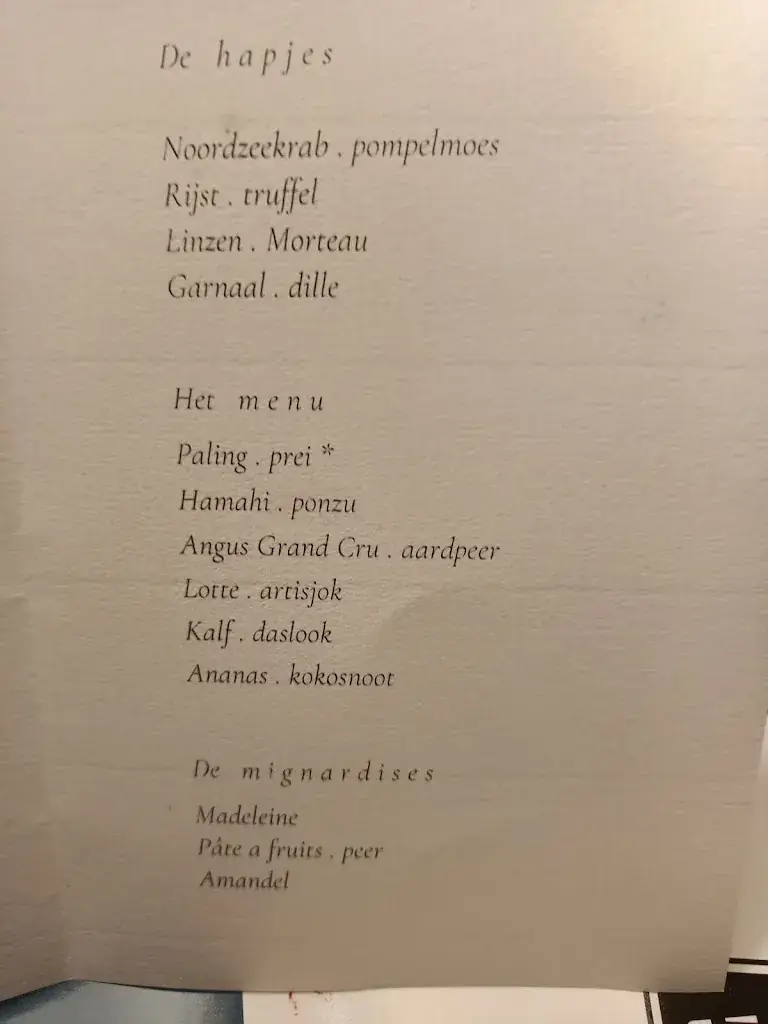 De hapjes
Noordzeekrab . pompelmoes
Rijst . truffel
Linzen . Morteau
Garnaal . dille
Het menu
Paling . prei *
Hamahi . ponzu
Angus Grand Cru . aardpeer
Lotte . artisjok
Kalf . daslook
Ananas . kokosnoot
De mignardises
Madeleine
Pâte a fruits . peer
Amandel